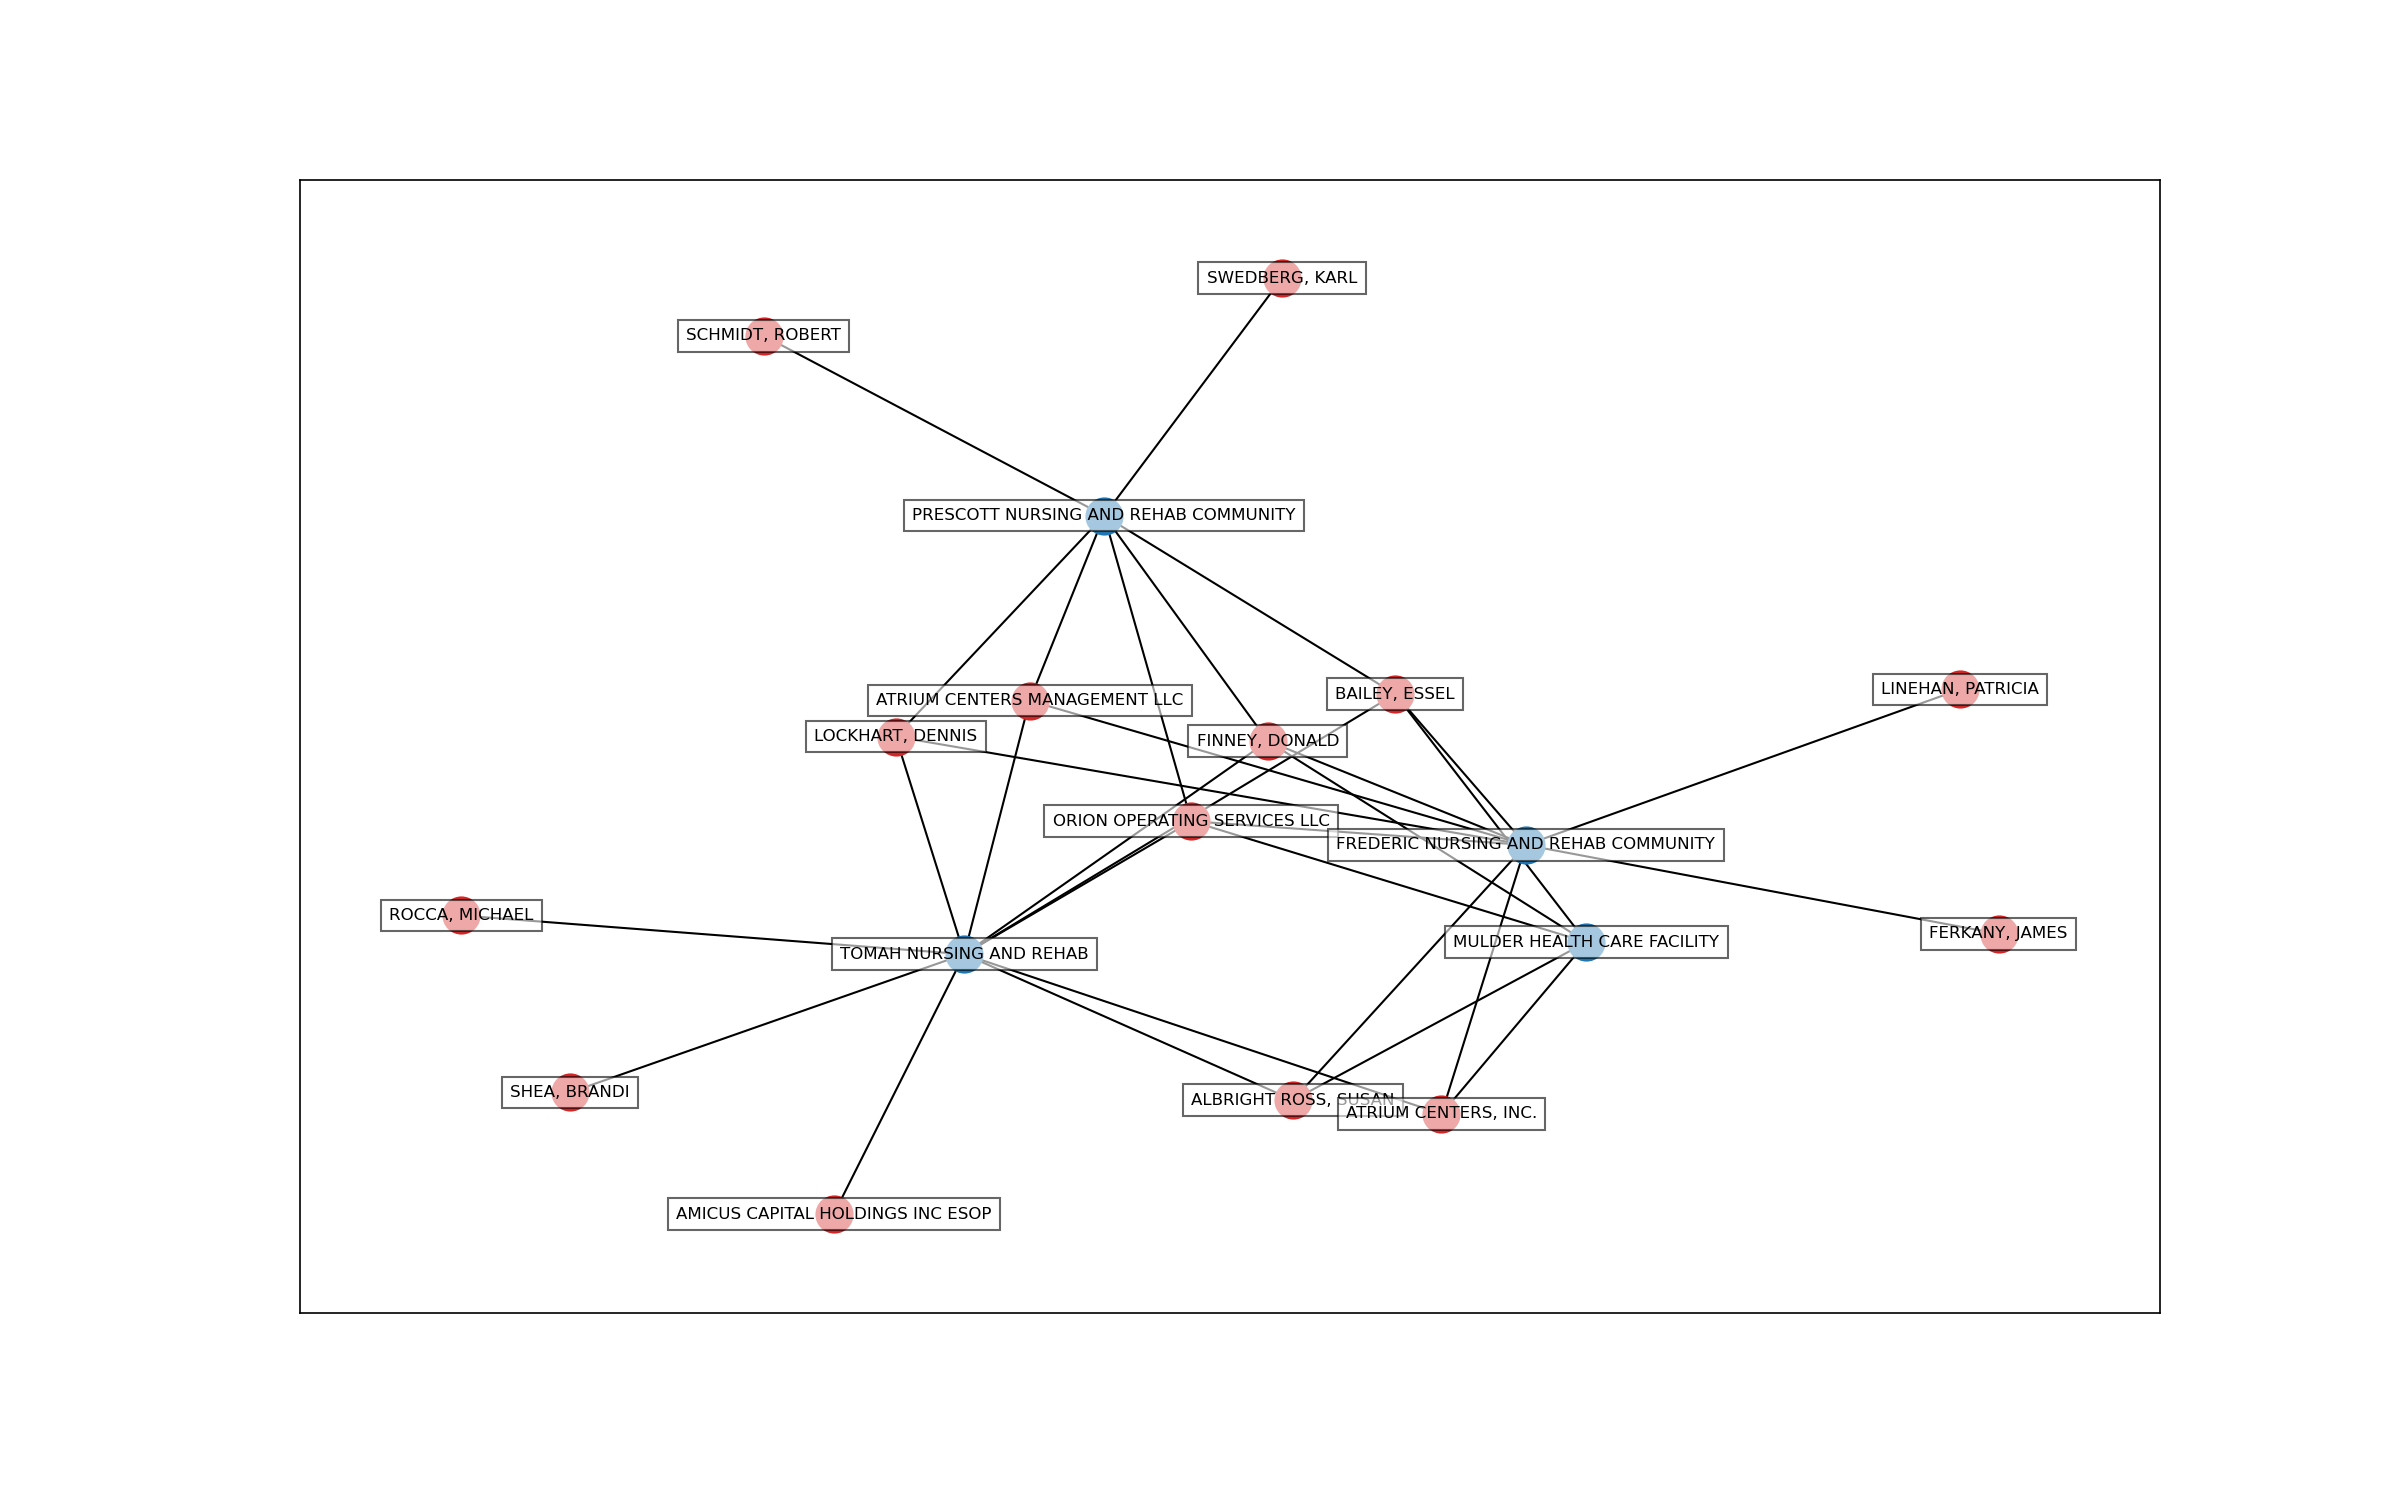 SWEDBERG, KARL
SCHMIDT, ROBERT
PRESCOTT NURSING AND REHAB COMMUNITY
LINEHAN, PATRICIA
BAILEY, ESSEL
ATRIUM CENTERS MANAGEMENT LLC
LOCKHART, DENNIS
FINNEY, DONALD
ORION OPERATING SERVICES LLC
FREDERIC NURSING AND REHAB COMMUNITY
ROCCA, MICHAEL
FERKANY, JAMES
MULDER HEALTH CARE FACILITY
TOMAH NURSING AND REHAB
SHEA, BRANDI
ALBRIGHT ROSS, SUSAN
ATRIUM CENTERS, INC.
AMICUS CAPITAL HOLDINGS INC ESOP